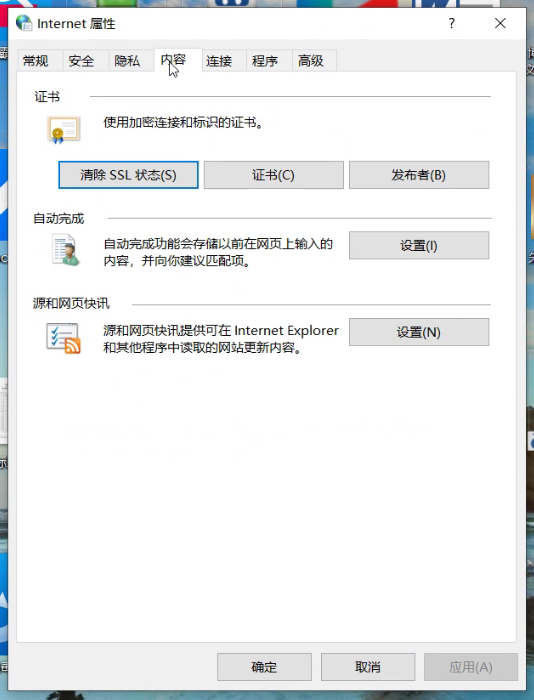 Internet 属性
?
常规 安全 隐私 内容 连接 程序 高级
证书
使用加密连接和标识的证书。
清除 SSL 状态(S) 证书(C) 发布者(B)
自动完成
自动完成功能会存储以前在网页上输入的
内容，并向你建议匹配项。
设置(I)
源和网页快讯
源和网页快讯提供可在 Internet Explorer
和其他程序中读取的网站更新内容。
设置(N)
确定 取消 应用(A)